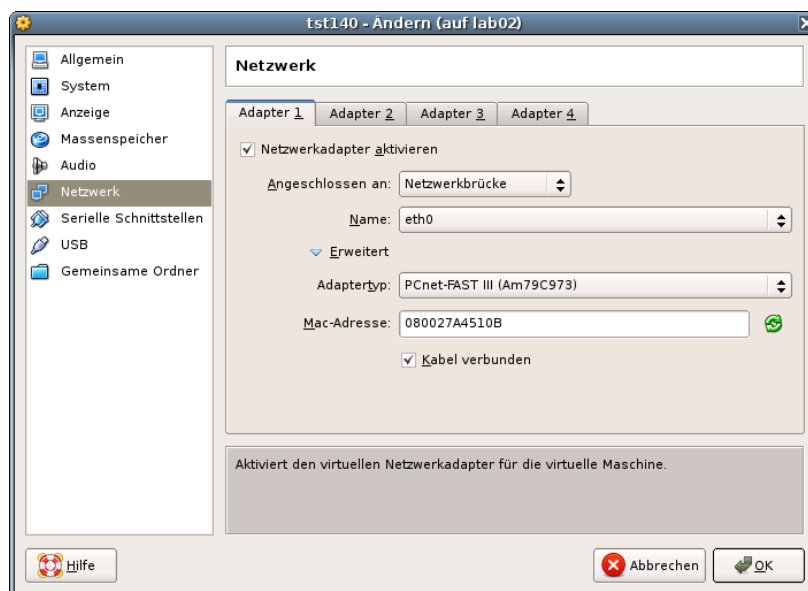 tst140 - Ändern (auf lab02)
Allgemein
System
Anzeige
Massenspeicher
Audio
Netzwerk
Serielle Schnittstellen
USB
Gemeinsame Ordner
Netzwerk
Adapter 1 Adapter 2 Adapter 3 Adapter 4
Netzwerkadapter aktivieren
Angeschlossen an: Netzwerkbrücke
Name: eth0
Erweitert
Adaptertyp: PCnet-FAST III (Am79C973)
Mac-Adresse: 080027A4510B
Kabel verbunden
Aktiviert den virtuellen Netzwerkadapter für die virtuelle Maschine.
Hilfe Abbrechen OK